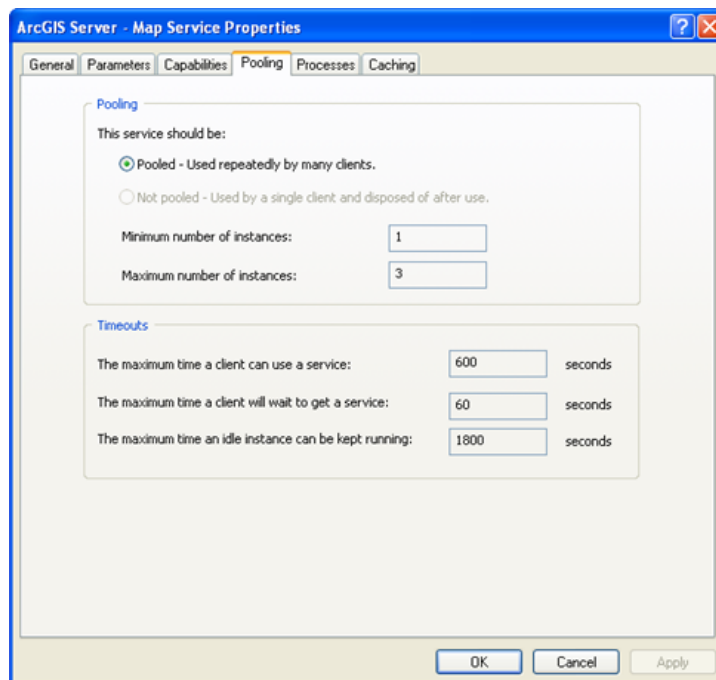 ArcGIS Server - Map Service Properties
General Parameters Capabilities Pooling Processes Caching
Pooling
This service should be:
Pooled - Used repeatedly by many clients.
Not pooled - Used by a single client and disposed of after use.
Minimum number of instances: 1
Maximum number of instances: 3
Timeouts
The maximum time a client can use a service: 600 seconds
The maximum time a client will wait to get a service: 60 seconds
The maximum time an idle instance can be kept running: 1800 seconds
OK Cancel Apply